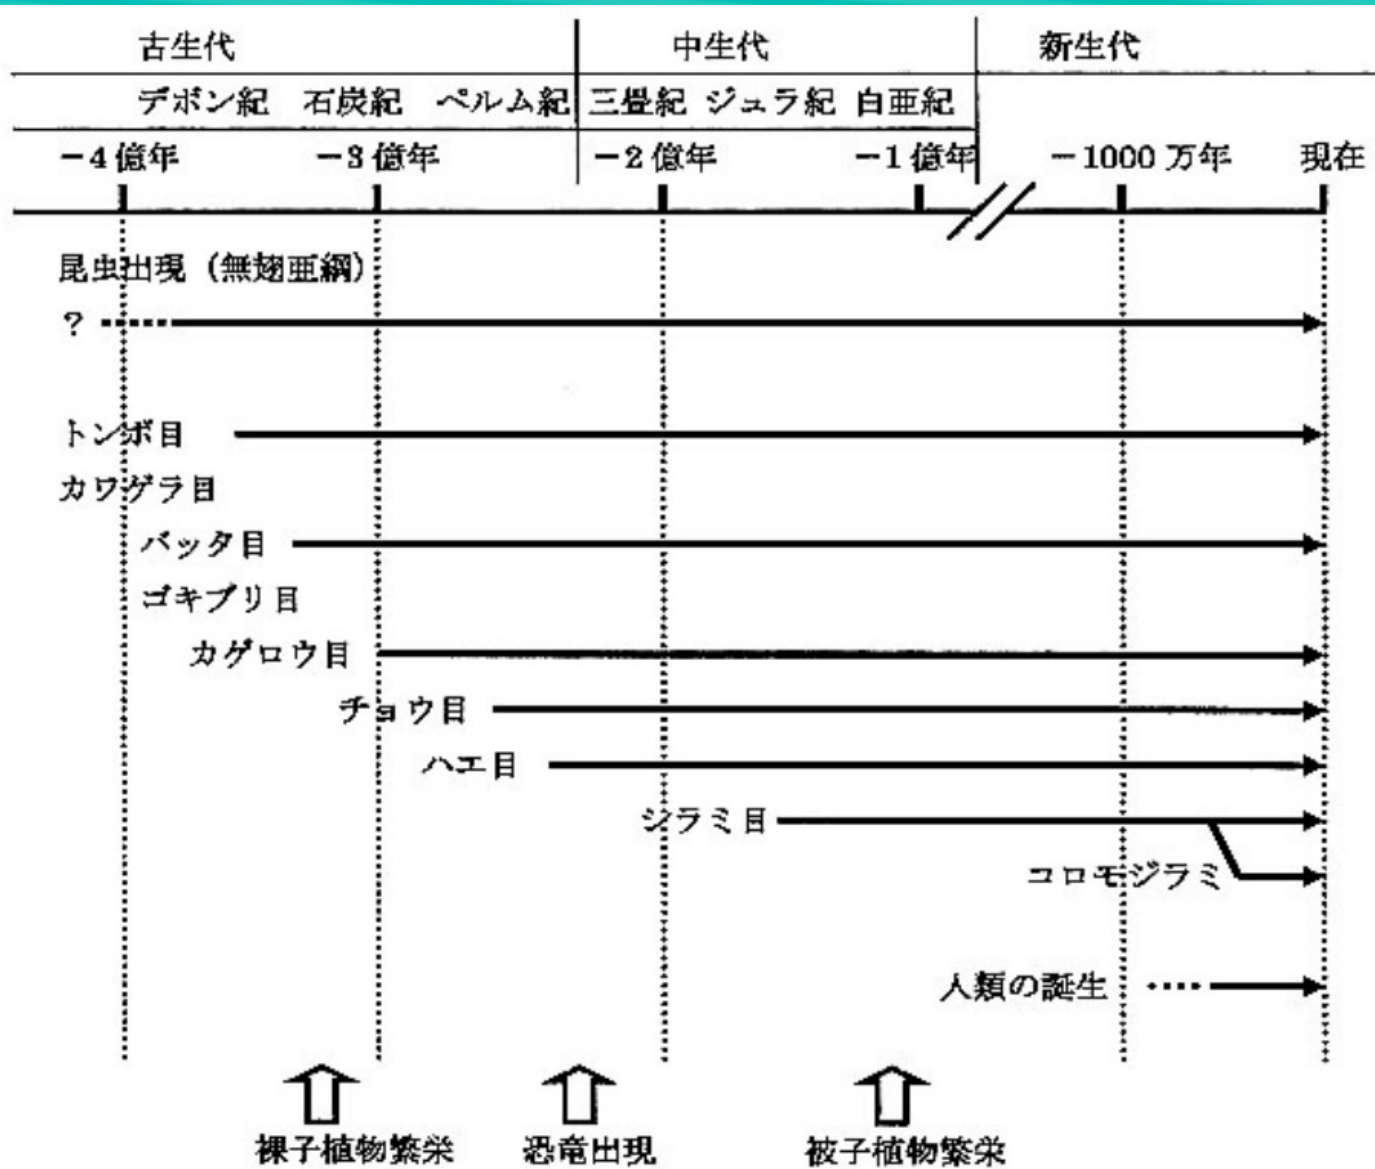 古生代 中生代 新生代
デボン紀 石炭紀 ペルム紀 三畳紀 ジュラ紀 白亜紀
−4億年 −3億年 −2億年 −1億年 −1000万年 現在
昆虫出現（無翅亜綱）
？
トンボ目
カワゲラ目
バッタ目
ゴキブリ目
カゲロウ目
チョウ目
ハエ目
シラミ目
コロモジラミ
人類の誕生
裸子植物繁栄 恐竜出現 被子植物繁栄